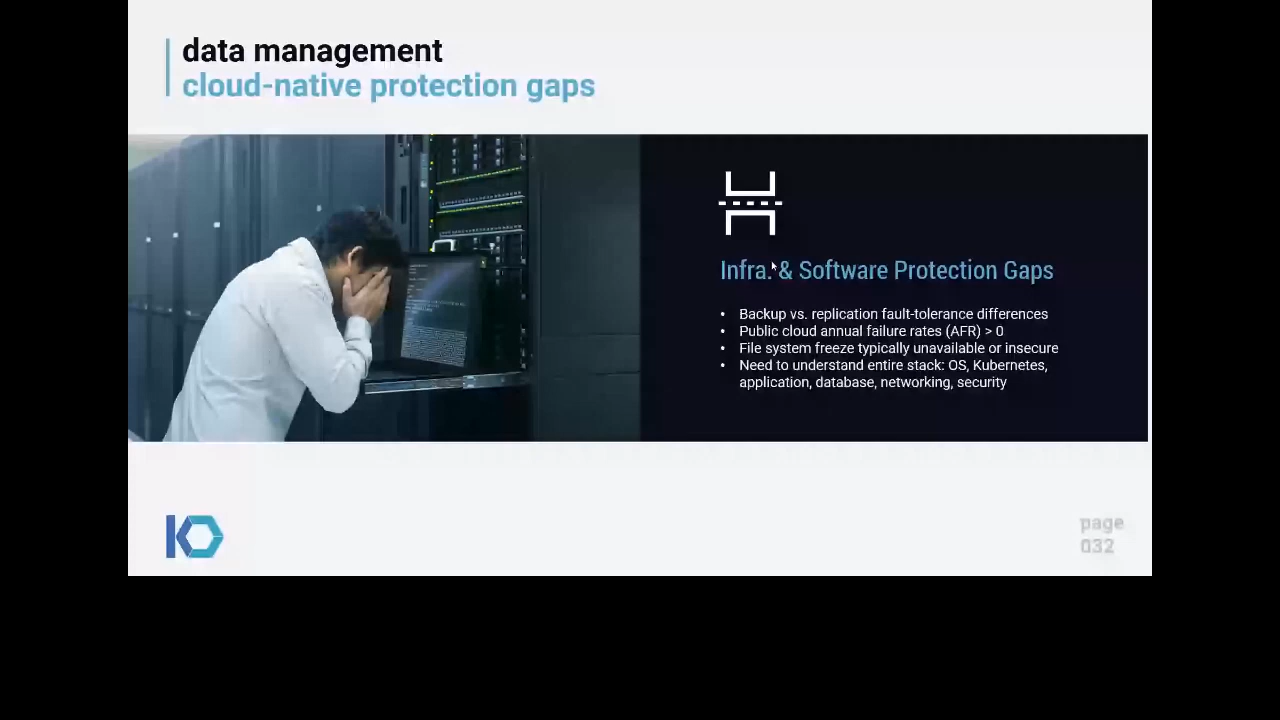 data management
cloud-native protection gaps
Infra. & Software Protection Gaps
• Backup vs. replication fault-tolerance differences
• Public cloud annual failure rates (AFR) > 0
• File system freeze typically unavailable or insecure
• Need to understand entire stack: OS, Kubernetes,
application, database, networking, security
page
032